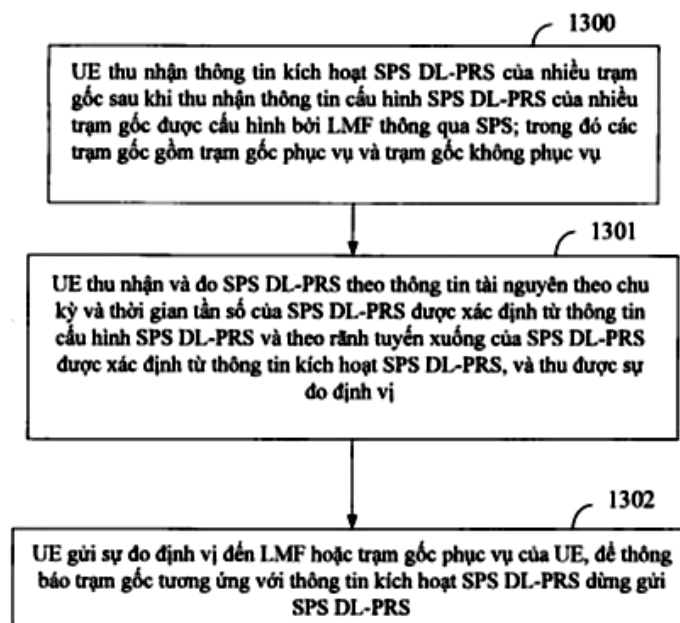 1300
UE thu nhận thông tin kích hoạt SPS DL-PRS của nhiều trạm
gốc sau khi thu nhận thông tin cấu hình SPS DL-PRS của nhiều
trạm gốc được cấu hình bởi LMF thông qua SPS; trong đó các
trạm gốc gồm trạm gốc phục vụ và trạm gốc không phục vụ
1301
UE thu nhận và đo SPS DL-PRS theo thông tin tài nguyên theo chu
kỳ và thời gian tần số của SPS DL-PRS được xác định từ thông tin
cấu hình SPS DL-PRS và theo rãnh tuyến xuống của SPS DL-PRS
được xác định từ thông tin kích hoạt SPS DL-PRS, và thu được sự
đo định vị
1302
UE gửi sự đo định vị đến LMF hoặc trạm gốc phục vụ của UE, để thông
báo trạm gốc tương ứng với thông tin kích hoạt SPS DL-PRS dừng gửi
SPS DL-PRS